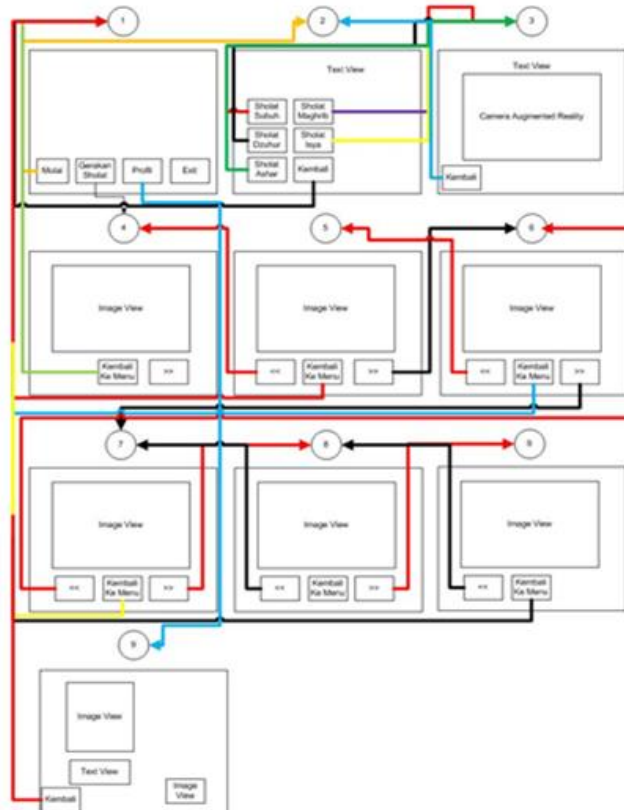 1
2
3
Mulai
Gerakan
Sholat
Profil
Exit
Text View
Sholat
Subuh
Sholat
Maghrib
Sholat
Dzuhur
Sholat
Isya
Sholat
Ashar
Kembali
Text View
Camera Augmented Reality
Kembali
4
5
6
Image View
Kembali
Ke Menu
>>
Image View
<<
Kembali
Ke Menu
>>
Image View
<<
Kembali
Ke Menu
>>
7
8
Image View
<<
Kembali
Ke Menu
>>
Image View
<<
Kembali
Ke Menu
>>
Image View
<<
Kembali
Ke Menu
9
Image View
Text View
Image
View
Kembali